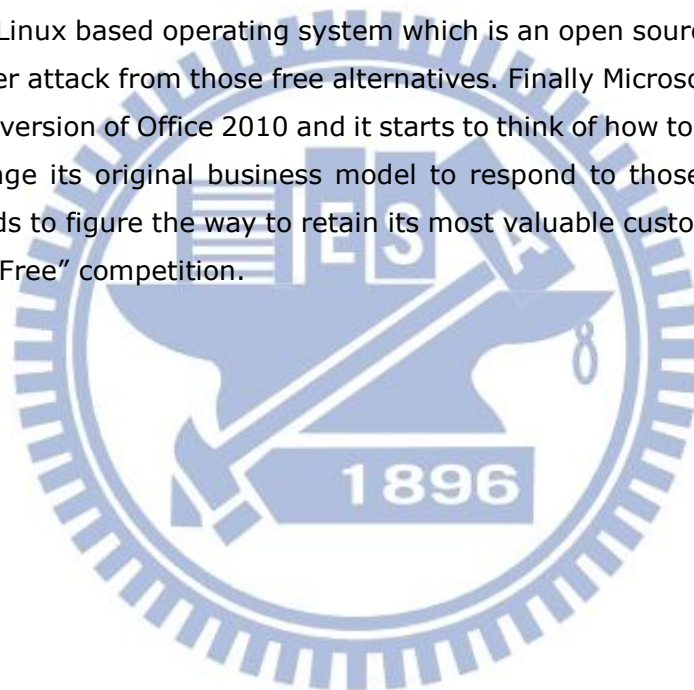 Linux based operating system which is an open sour
er attack from those free alternatives. Finally Micros
version of Office 2010 and it starts to think of how to
nge its original business model to respond to those
ds to figure the way to retain its most valuable custo
Free” competition.
E S A
1896